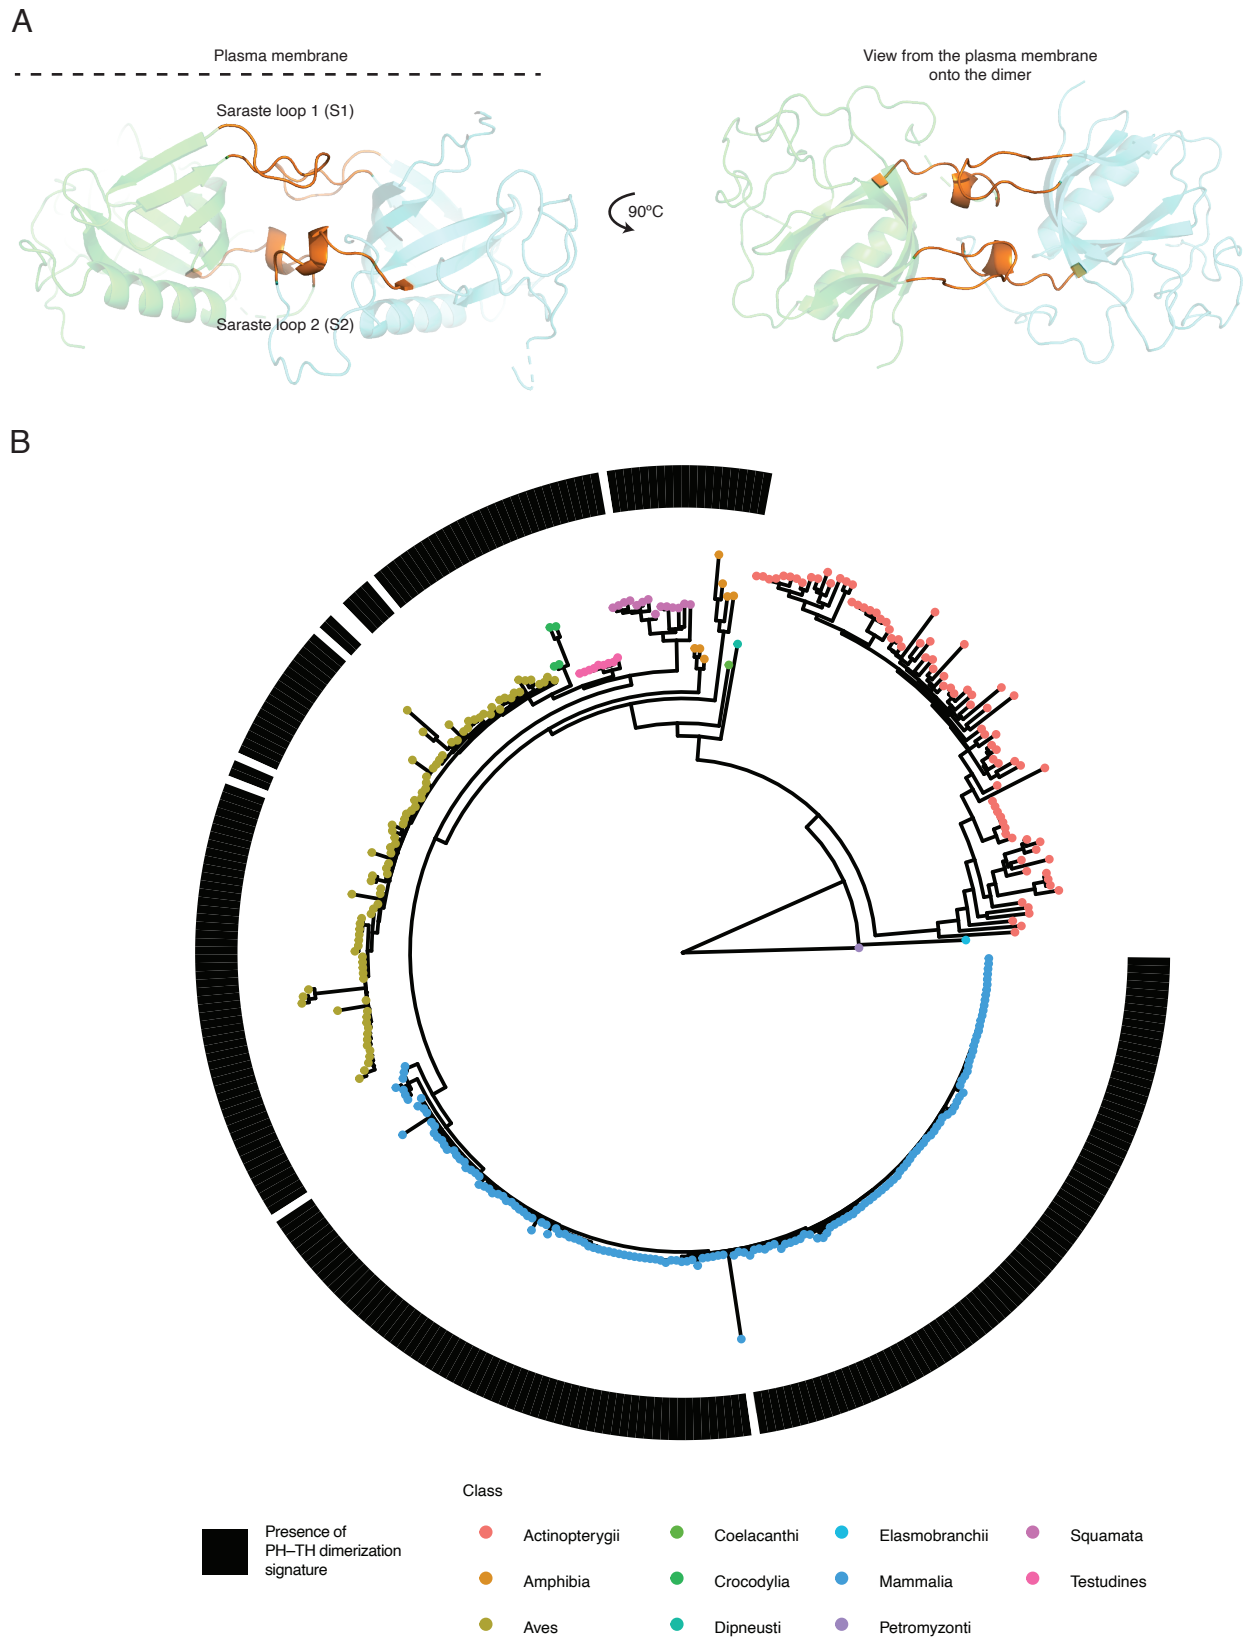 A
Plasma membrane
Saraste loop 1 (S1)
Saraste loop 2 (S2)
90ºC
View from the plasma membrane
onto the dimer
B
Class
Presence of
PH–TH dimerization
signature
Actinopterygii
Coelacanthi
Elasmobranchii
Squamata
Amphibia
Crocodylia
Mammalia
Testudines
Aves
Dipneusti
Petromyzonti